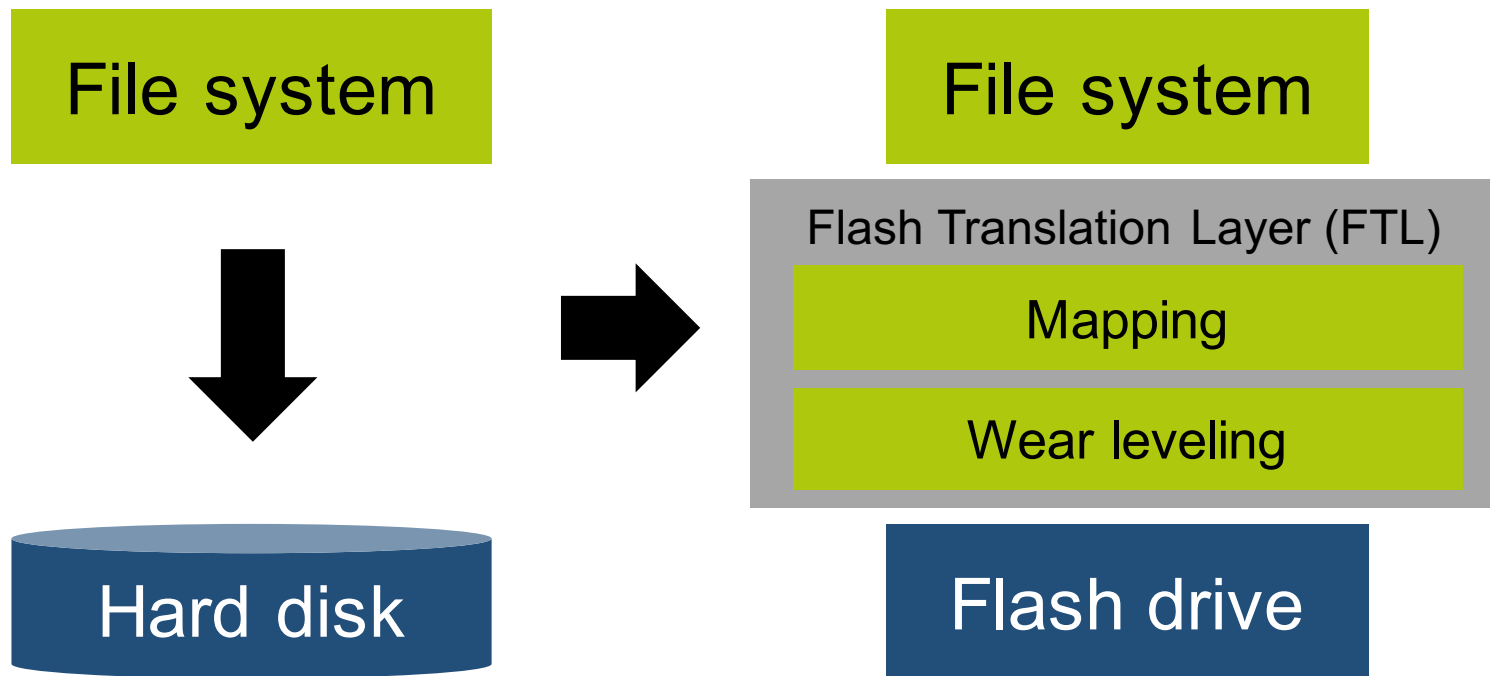 File system
Hard disk
File system
Flash Translation Layer (FTL)
Mapping
Wear leveling
Flash drive